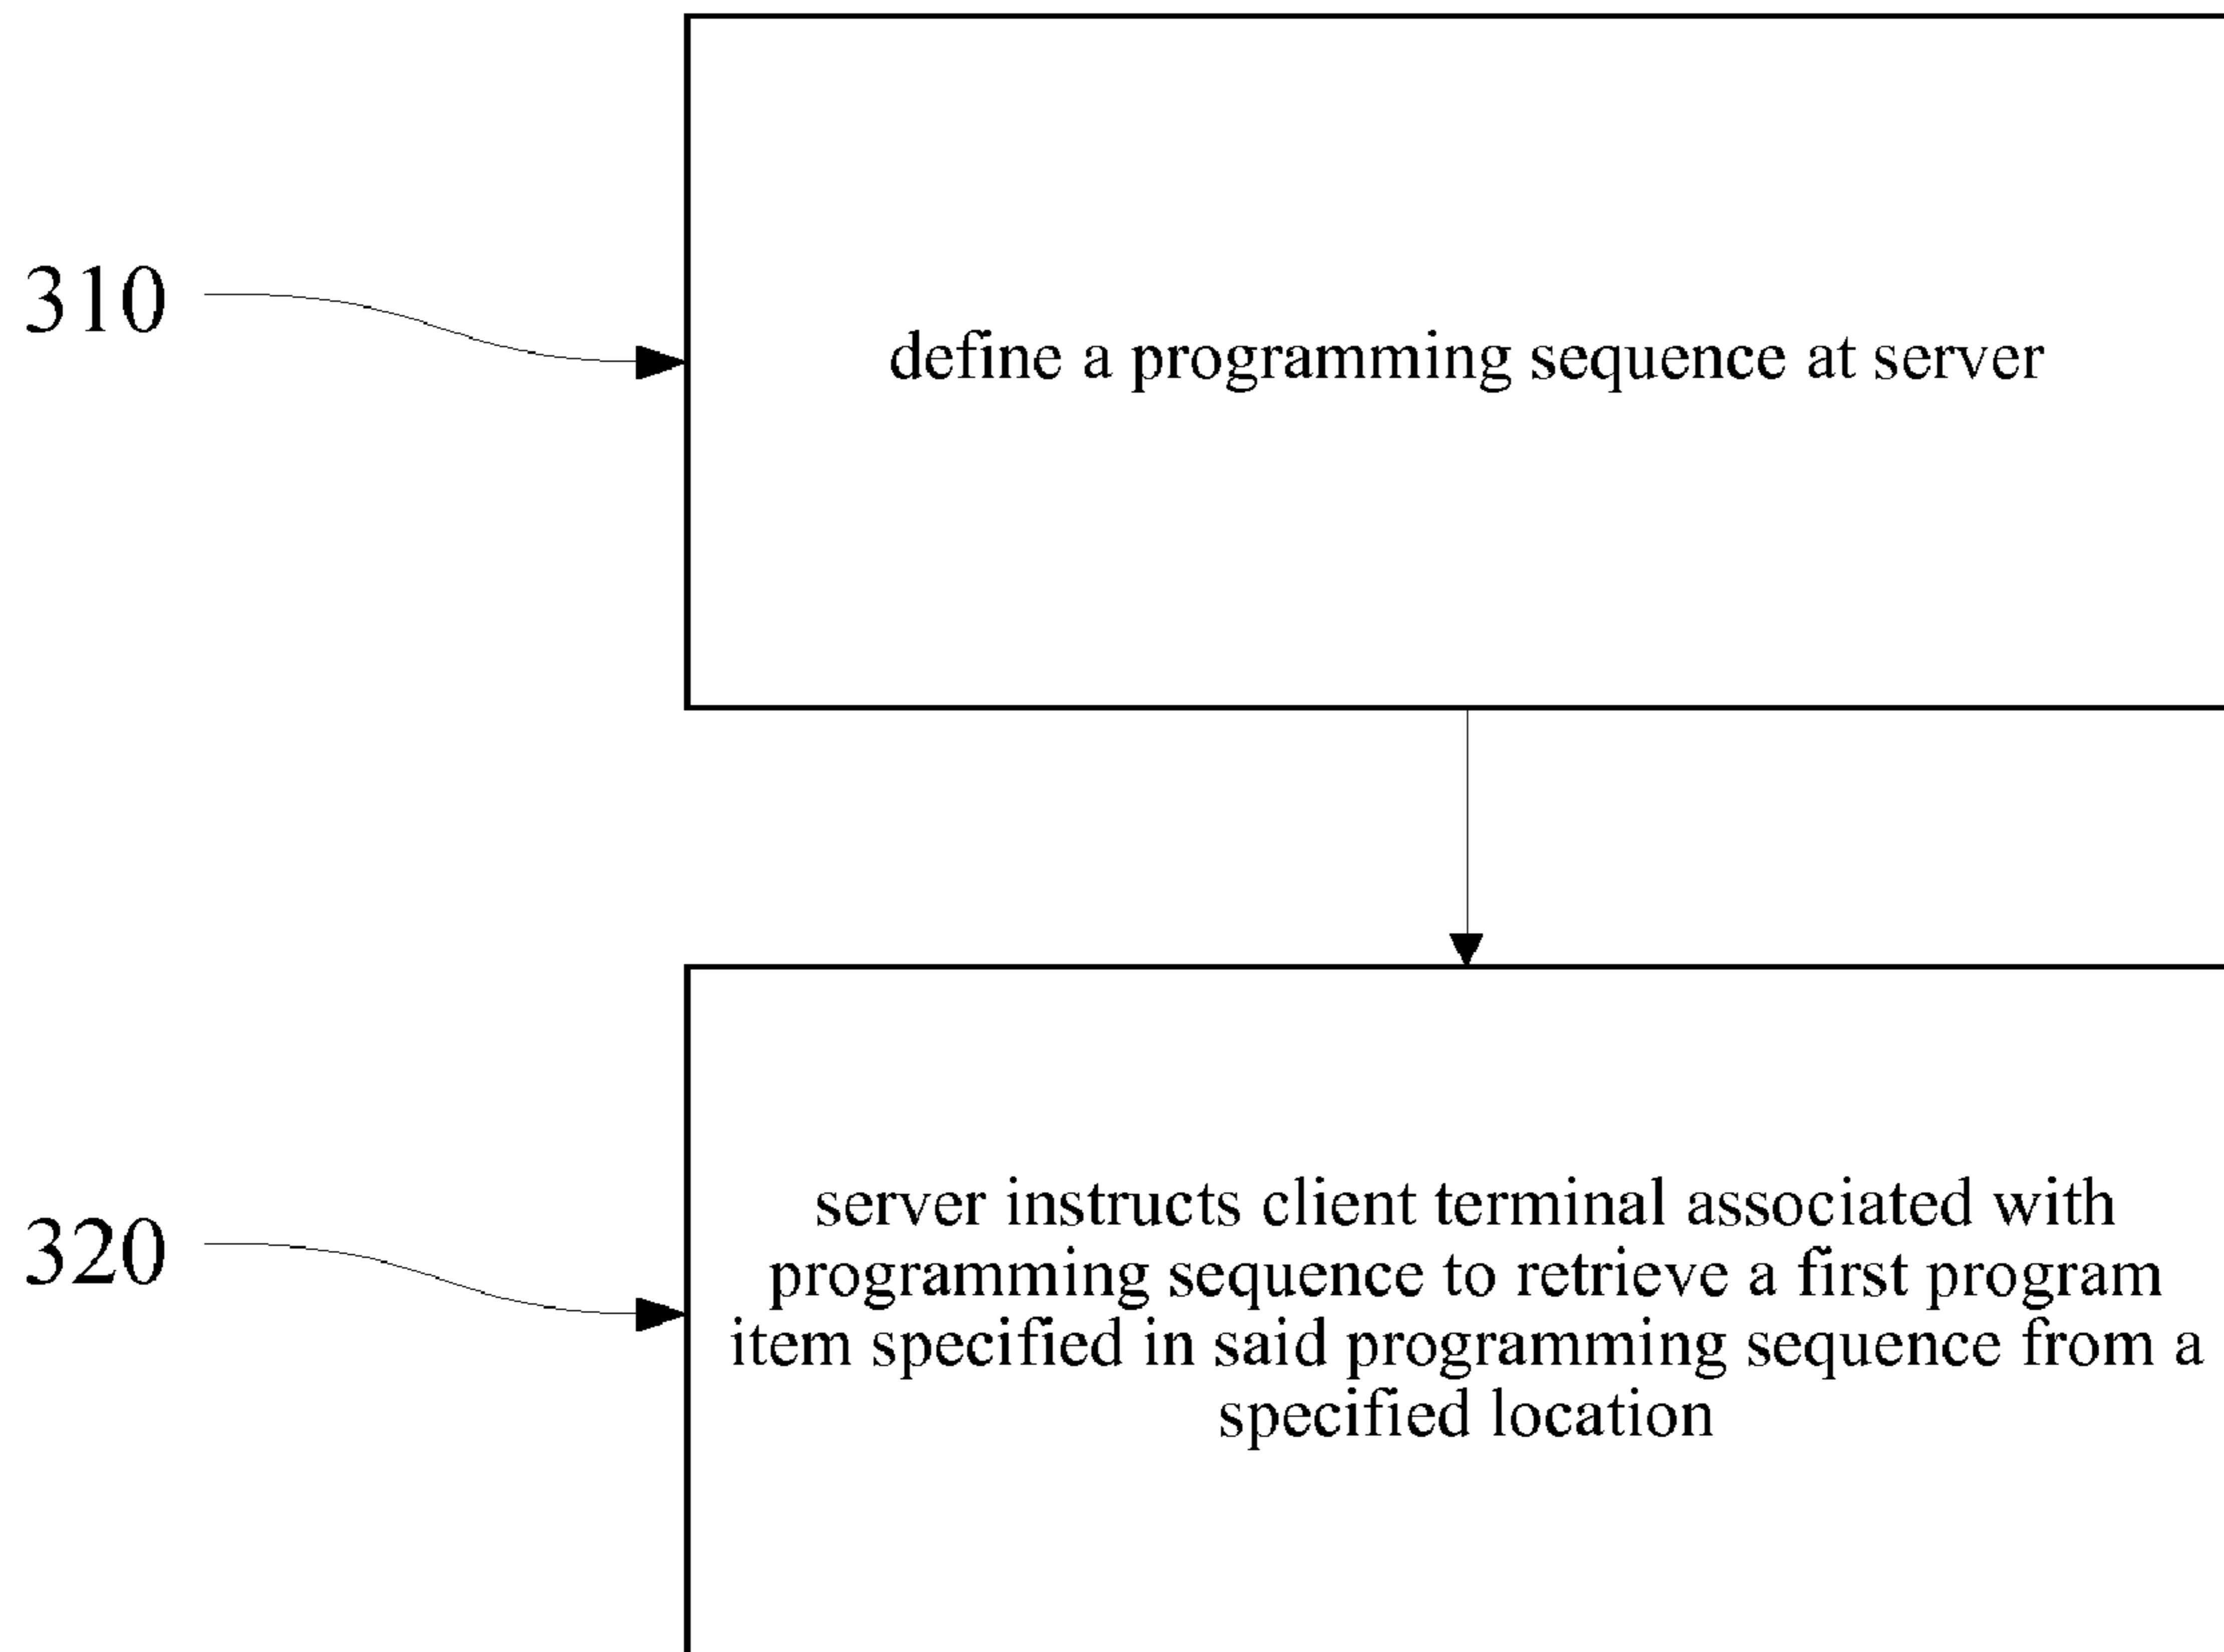 310
define a programming sequence at server
320
server instructs client terminal associated with
programming sequence to retrieve a first program
item specified in said programming sequence from a
specified location